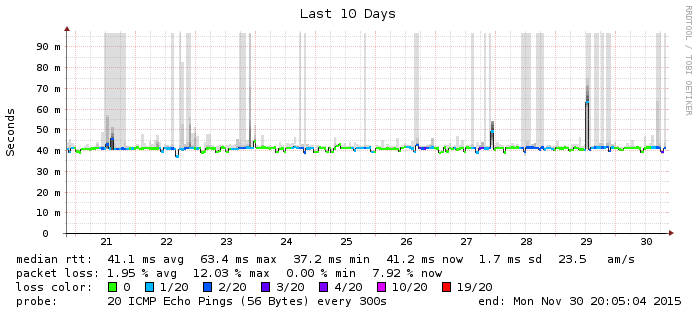 Last 10 Days
RRDTOOL / TOBI OETIKER
Seconds
90 m
80 m
70 m
60 m
50 m
40 m
30 m
20 m
10 m
0
21 22 23 24 25 26 27 28 29 30
median rtt: 41.1 ms avg 63.4 ms max 37.2 ms min 41.2 ms now 1.7 ms sd 23.5 am/s
packet loss: 1.95 % avg 12.03 % max 0.00 % min 7.92 % now
loss color: 0 1/20 2/20 3/20 4/20 10/20 19/20
probe: 20 ICMP Echo Pings (56 Bytes) every 300s end: Mon Nov 30 20:05:04 2015